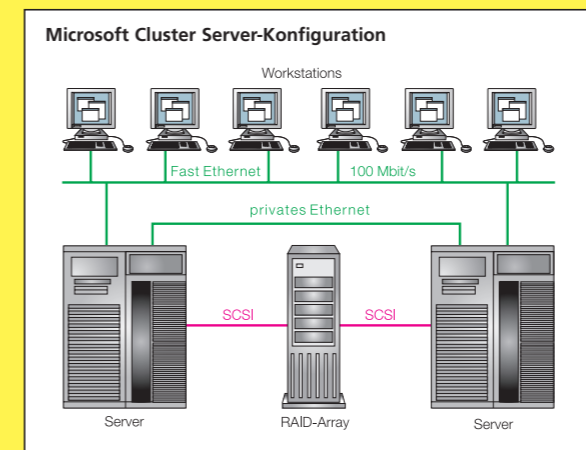 Microsoft Cluster Server-Konfiguration
Workstations
Fast Ethernet 100 Mbit/s
privates Ethernet
SCSI SCSI
Server RAID-Array Server